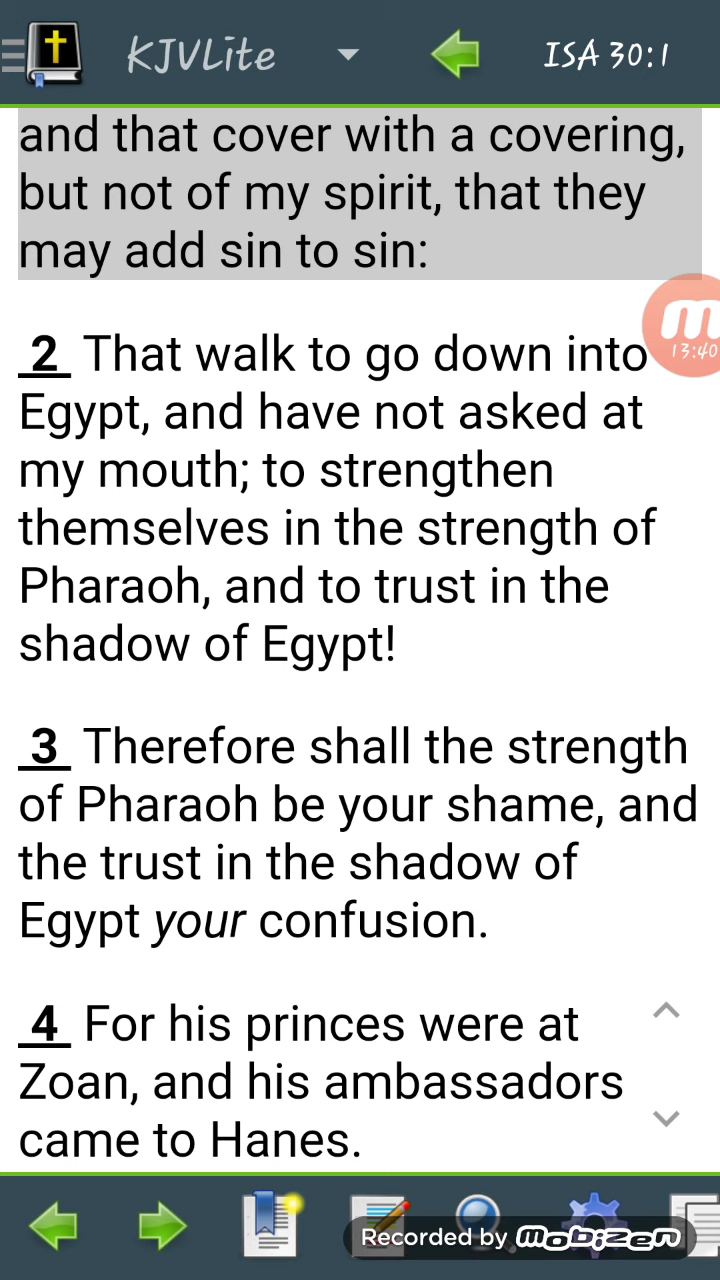 KJVLite
ISA 30:1
and that cover with a covering,
but not of my spirit, that they
may add sin to sin:
2 That walk to go down into
Egypt, and have not asked at
my mouth; to strengthen
themselves in the strength of
Pharaoh, and to trust in the
shadow of Egypt!
3 Therefore shall the strength
of Pharaoh be your shame, and
the trust in the shadow of
Egypt your confusion.
4 For his princes were at
Zoan, and his ambassadors
came to Hanes.
m
13:40
Recorded by mobizen